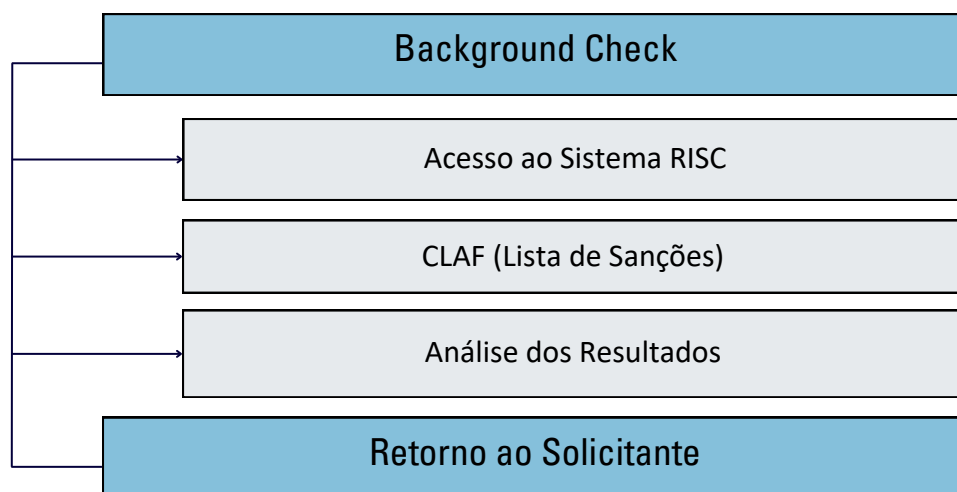 Background Check
Acesso ao Sistema RISC
CLAF (Lista de Sanções)
Análise dos Resultados
Retorno ao Solicitante